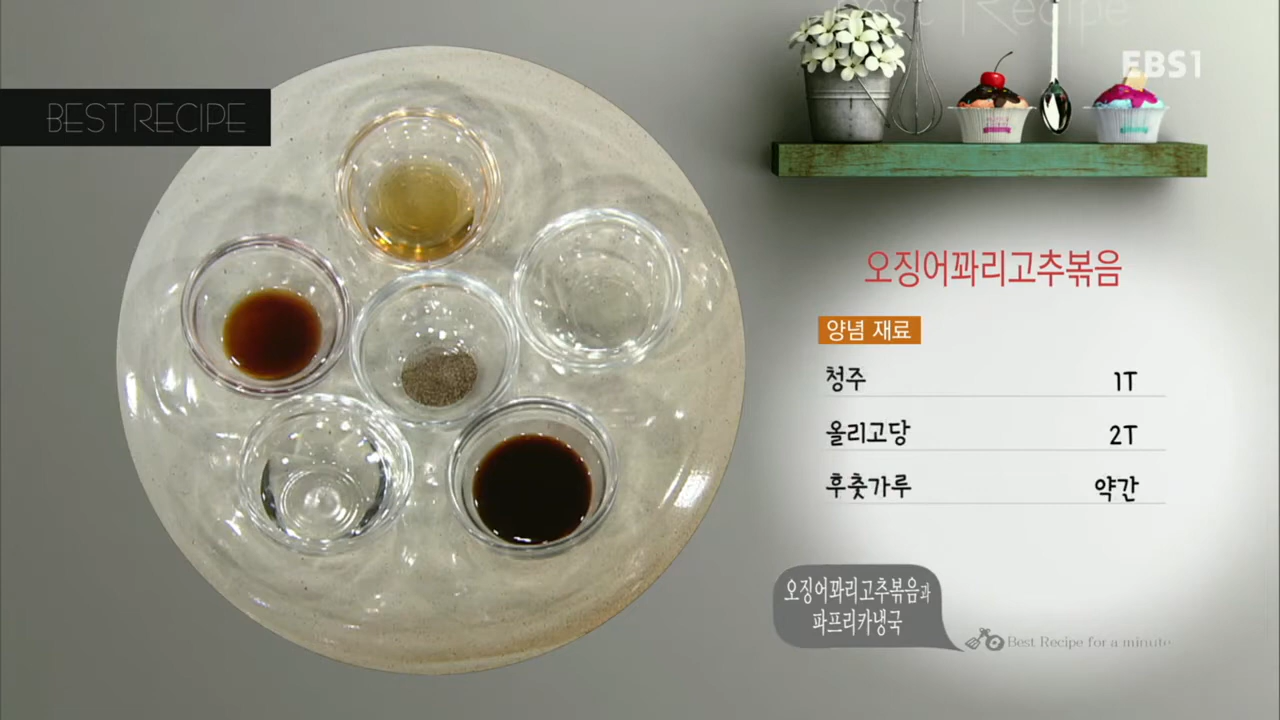 Best Recipe
EBS1
BEST RECIPE
오징어꽈리고추볶음
양념 재료
청주 1T
올리고당 2T
후춧가루 약간
오징어꽈리고추볶음과
파프리카냉국
Best Recipe for a minute